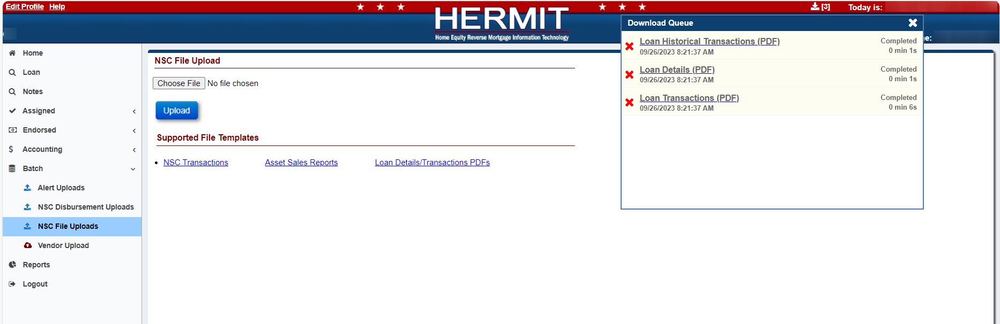 Edit Profile Help
[3] Today is:
HERMIT
Home Equity Reverse Mortgage Information Technology
e:
Home
Loan
Notes
Assigned
Endorsed
Accounting
Batch
Alert Uploads
NSC Disbursement Uploads
NSC File Uploads
Vendor Upload
Reports
Logout
NSC File Upload
Choose File No file chosen
Upload
Supported File Templates
NSC Transactions Asset Sales Reports Loan Details/Transactions PDFs
Download Queue
Loan Historical Transactions (PDF) Completed
09/26/2023 8:21:37 AM 0 min 1s
Loan Details (PDF) Completed
09/26/2023 8:21:37 AM 0 min 1s
Loan Transactions (PDF) Completed
09/26/2023 8:21:37 AM 0 min 6s